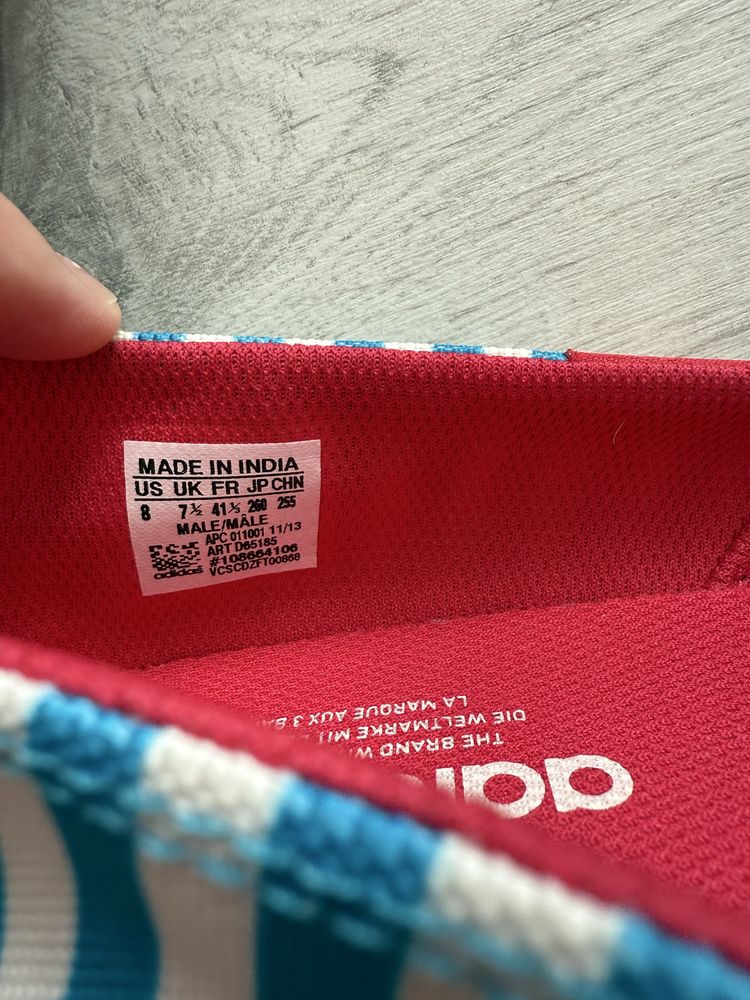 MADE IN INDIA
US UK FR JP CHN
8 7½ 41⅓ 260 255
MALE/MÂLE
APC 011001 11/13
ART D65185
#108664106
VCSCDZFT00868
adidas
LA MARQUE AUX 3
DIE WELTMARKE MIT
THE BRAND